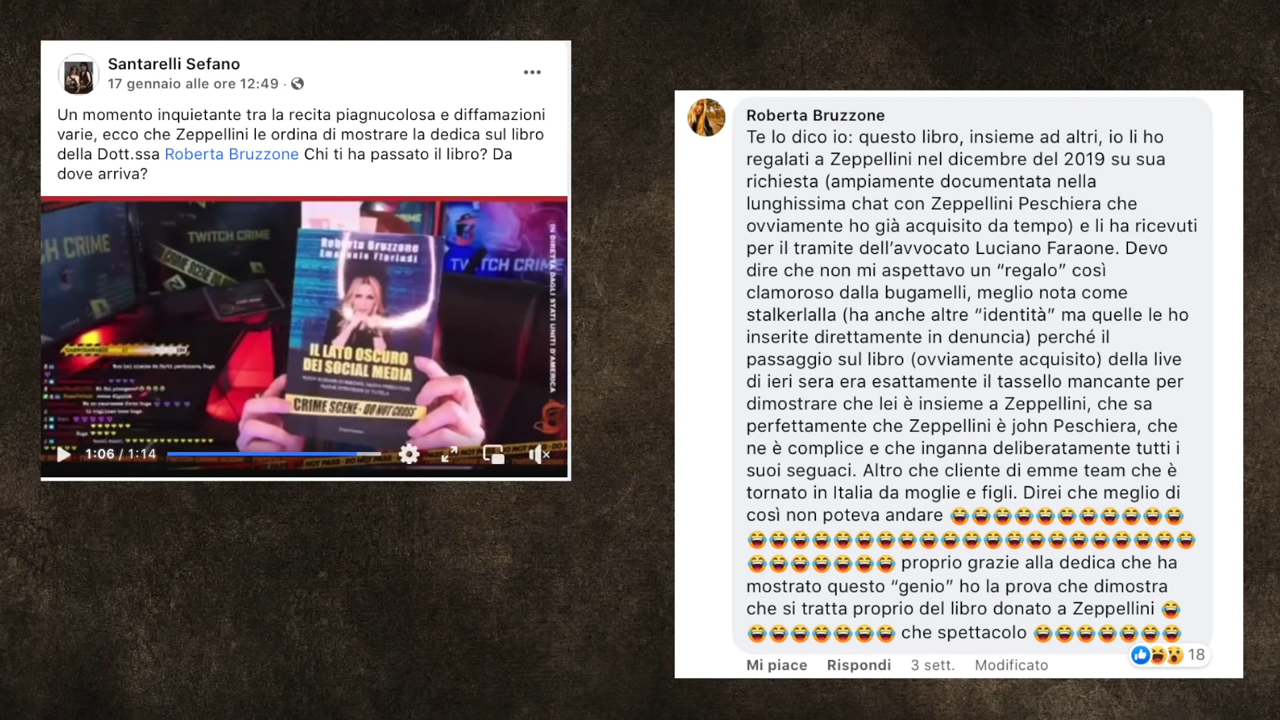 Santarelli Sefano
17 gennaio alle ore 12:49 ·
Un momento inquietante tra la recita piagnucolosa e diffamazioni
varie, ecco che Zeppellini le ordina di mostrare la dedica sul libro
della Dott.ssa Roberta Bruzzone Chi ti ha passato il libro? Da
dove arriva?
CH CRIME
TWITCH CRIME
TV
TCH CRIM
IN DIRETTA DAGLI STATI UNITI D'AMERICA
Roberta Bruzzone
Emanuele Florindi
IL LATO OSCURO
DEI SOCIAL MEDIA
CRIME SCENE - DO NOT CROSS
1:06 / 1:14
Roberta Bruzzone
Te lo dico io: questo libro, insieme ad altri, io li ho
regalati a Zeppellini nel dicembre del 2019 su sua
richiesta (ampiamente documentata nella
lunghissima chat con Zeppellini Peschiera che
ovviamente ho già acquisito da tempo) e li ha ricevuti
per il tramite dell’avvocato Luciano Faraone. Devo
dire che non mi aspettavo un “regalo” così
clamoroso dalla bugamelli, meglio nota come
stalkerlalla (ha anche altre “identità” ma quelle le ho
inserite direttamente in denuncia) perché il
passaggio sul libro (ovviamente acquisito) della live
di ieri sera era esattamente il tassello mancante per
dimostrare che lei è insieme a Zeppellini, che sa
perfettamente che Zeppellini è john Peschiera, che
ne è complice e che inganna deliberatamente tutti i
suoi seguaci. Altro che cliente di emme team che è
tornato in Italia da moglie e figli. Direi che meglio di
così non poteva andare 😂😂😂😂😂😂😂😂😂😂😂
😂😂😂😂😂😂😂😂😂😂😂😂😂😂😂😂😂😂😂😂😂
😂😂😂😂😂😂😂 proprio grazie alla dedica che ha
mostrato questo “genio” ho la prova che dimostra
che si tratta proprio del libro donato a Zeppellini 😂
😂😂😂😂😂😂😂 che spettacolo 😂😂😂😂😂😂😂
Mi piace Rispondi 3 sett. Modificato
18